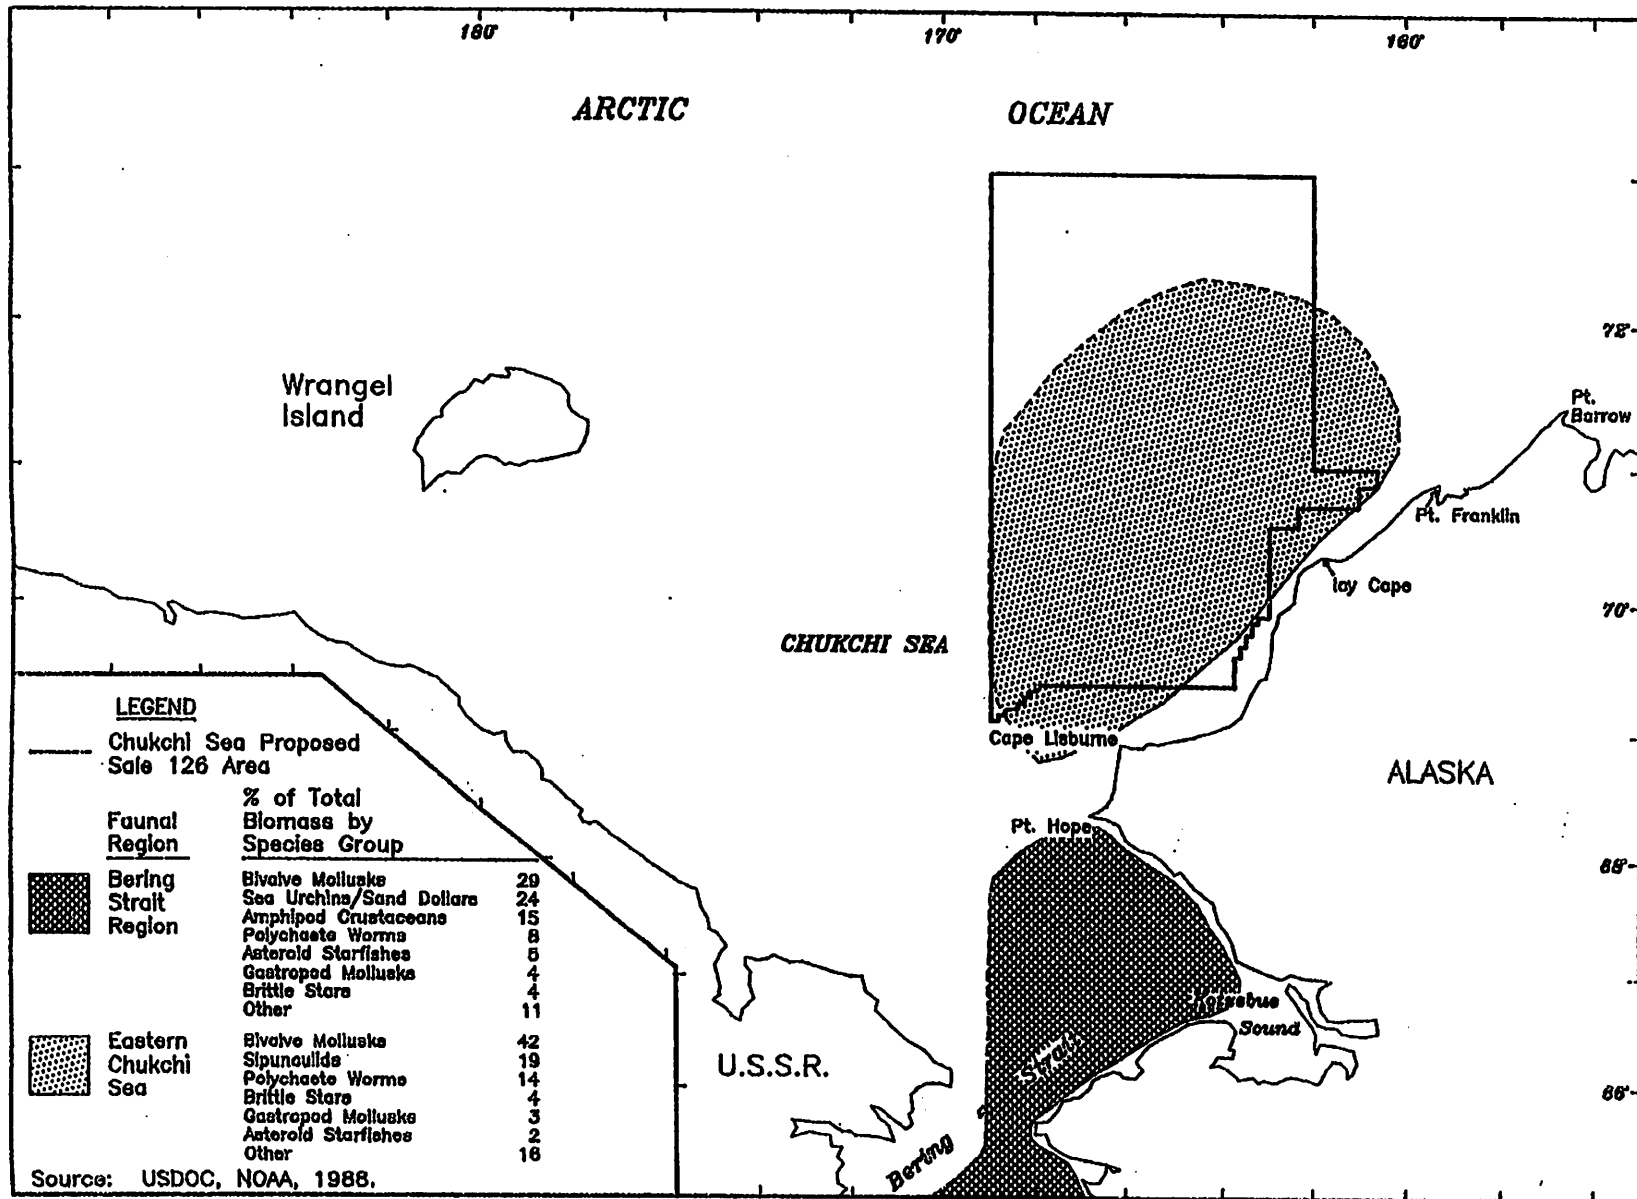 180° 170° 160°
ARCTIC OCEAN
72°
Wrangel
Island
Pt.
Barrow
Pt. Franklin
Icy Cape
70°
CHUKCHI SEA
Cape Lisburne
ALASKA
Pt. Hope
68°
Kotzebue
Sound
Strait
U.S.S.R.
66°
Bering
LEGEND
Chukchi Sea Proposed
Sale 126 Area
% of Total
Faunal Biomass by
Region Species Group
Bering Bivalve Mollusks 29
Strait Sea Urchins/Sand Dollars 24
Region Amphipod Crustaceans 15
Polychaete Worms 8
Asteroid Starfishes 5
Gastropod Mollusks 4
Brittle Stars 4
Other 11
Eastern Bivalve Mollusks 42
Chukchi Sipunculids 19
Sea Polychaete Worms 14
Brittle Stars 4
Gastropod Mollusks 3
Asteroid Starfishes 2
Other 16
Source: USDOC, NOAA, 1988.